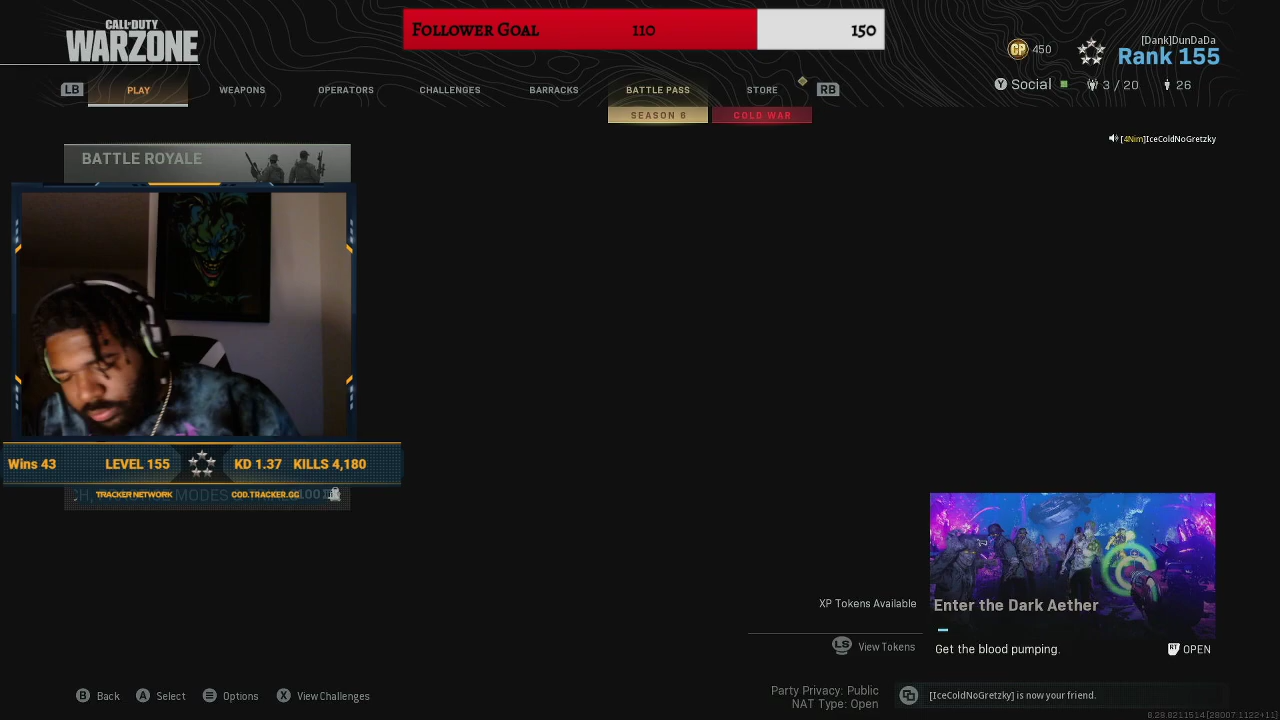 CALL OF DUTY
WARZONE
Follower Goal 110 150
CP 450
[Dank]DunDaDa
Rank 155
LB PLAY WEAPONS OPERATORS CHALLENGES BARRACKS BATTLE PASS STORE RB
Y Social 3 / 20 26
SEASON 6 COLD WAR
[4Nim]IceColdNoGretzky
BATTLE ROYALE
Wins 43 LEVEL 155 KD 1.37 KILLS 4,180
TRACKER NETWORK MODES COD.TRACKER.GG
XP Tokens Available
Enter the Dark Aether
LS View Tokens
Get the blood pumping.
RT OPEN
B Back A Select Options X View Challenges
Party Privacy: Public
NAT Type: Open
[IceColdNoGretzky] is now your friend.